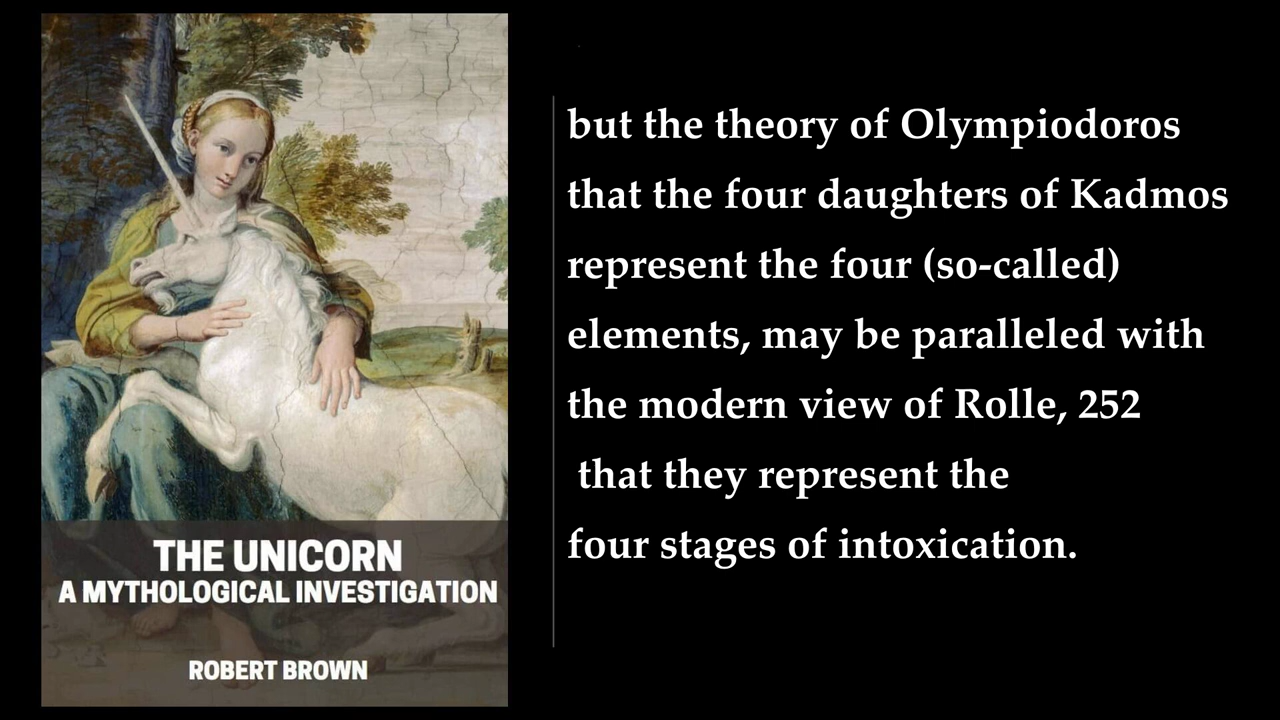 THE UNICORN
A MYTHOLOGICAL INVESTIGATION
ROBERT BROWN
but the theory of Olympiodoros
that the four daughters of Kadmos
represent the four (so-called)
elements, may be paralleled with
the modern view of Rolle, 252
that they represent the
four stages of intoxication.